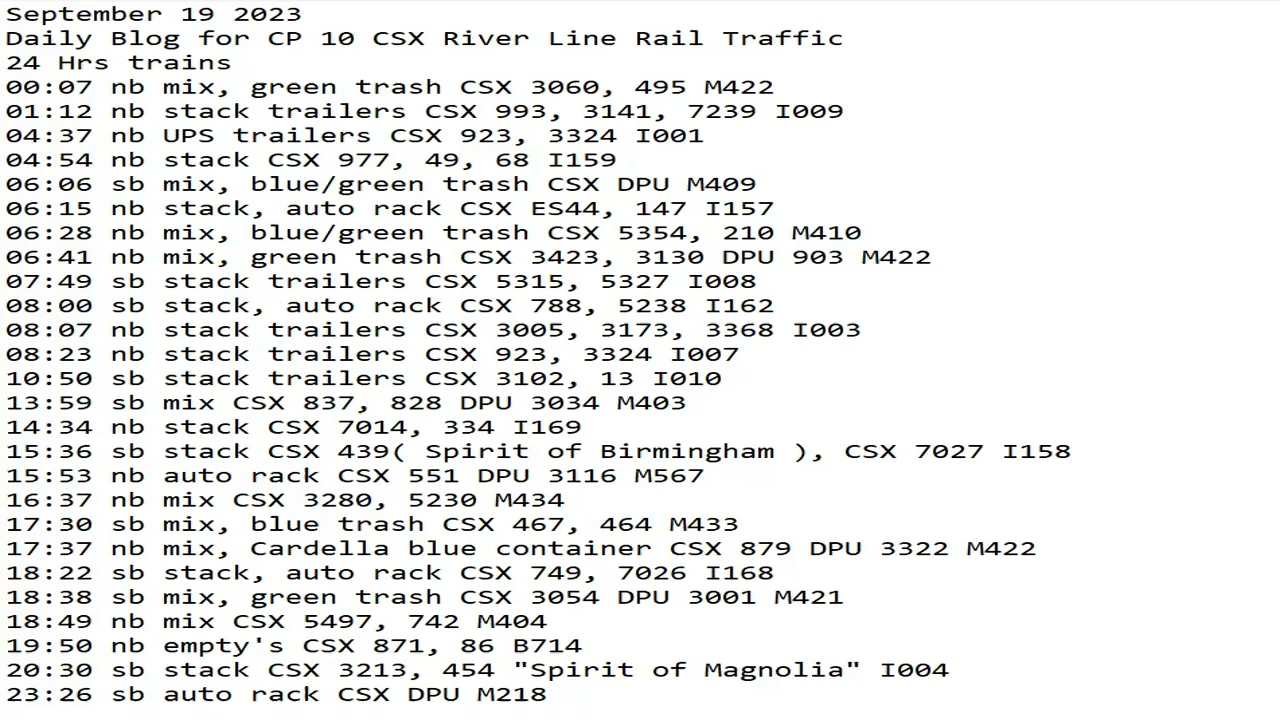 September 19 2023
Daily Blog for CP 10 CSX River Line Rail Traffic
24 Hrs trains
00:07 nb mix, green trash CSX 3060, 495 M422
01:12 nb stack trailers CSX 993, 3141, 7239 I009
04:37 nb UPS trailers CSX 923, 3324 I001
04:54 nb stack CSX 977, 49, 68 I159
06:06 sb mix, blue/green trash CSX DPU M409
06:15 nb stack, auto rack CSX ES44, 147 I157
06:28 nb mix, blue/green trash CSX 5354, 210 M410
06:41 nb mix, green trash CSX 3423, 3130 DPU 903 M422
07:49 sb stack trailers CSX 5315, 5327 I008
08:00 sb stack, auto rack CSX 788, 5238 I162
08:07 nb stack trailers CSX 3005, 3173, 3368 I003
08:23 nb stack trailers CSX 923, 3324 I007
10:50 sb stack trailers CSX 3102, 13 I010
13:59 sb mix CSX 837, 828 DPU 3034 M403
14:34 nb stack CSX 7014, 334 I169
15:36 sb stack CSX 439( Spirit of Birmingham ), CSX 7027 I158
15:53 nb auto rack CSX 551 DPU 3116 M567
16:37 nb mix CSX 3280, 5230 M434
17:30 sb mix, blue trash CSX 467, 464 M433
17:37 nb mix, Cardella blue container CSX 879 DPU 3322 M422
18:22 sb stack, auto rack CSX 749, 7026 I168
18:38 sb mix, green trash CSX 3054 DPU 3001 M421
18:49 nb mix CSX 5497, 742 M404
19:50 nb empty's CSX 871, 86 B714
20:30 sb stack CSX 3213, 454 "Spirit of Magnolia" I004
23:26 sb auto rack CSX DPU M218